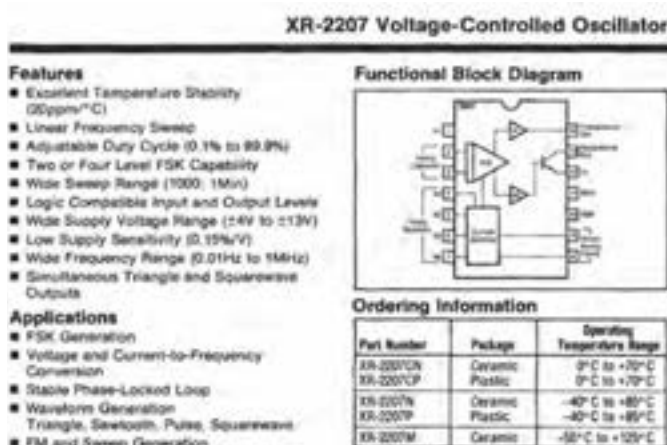 XR-2207 Voltage-Controlled Oscillator
Features
■ Excellent Temperature Stability
(20ppm/°C)
■ Linear Frequency Sweep
■ Adjustable Duty Cycle (0.1% to 99.9%)
■ Two or Four Level FSK Capability
■ Wide Sweep Range (1000: 1Min)
■ Logic Compatible Input and Output Levels
■ Wide Supply Voltage Range (±4V to ±13V)
■ Low Supply Sensitivity (0.15%/V)
■ Wide Frequency Range (0.01Hz to 1MHz)
■ Simultaneous Triangle and Squarewave
Outputs
Applications
■ FSK Generation
■ Voltage and Current-to-Frequency
Conversion
■ Stable Phase-Locked Loop
■ Waveform Generation
Triangle, Sawtooth, Pulse, Squarewave
■ FM and Sweep Generation
Functional Block Diagram
Ordering Information
Part Number Package Operating Temperature Range
XR-2207CN Ceramic 0°C to +70°C
XR-2207CP Plastic 0°C to +70°C
XR-2207N Ceramic -40°C to +85°C
XR-2207P Plastic -40°C to +85°C
XR-2207M Ceramic -50°C to +125°C